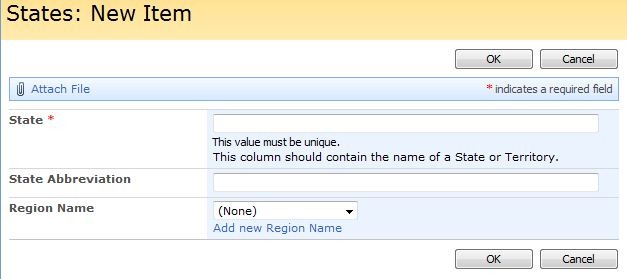 States: New Item
OK Cancel
Attach File * indicates a required field
State *
This value must be unique.
This column should contain the name of a State or Territory.
State Abbreviation
Region Name (None)
Add new Region Name
OK Cancel